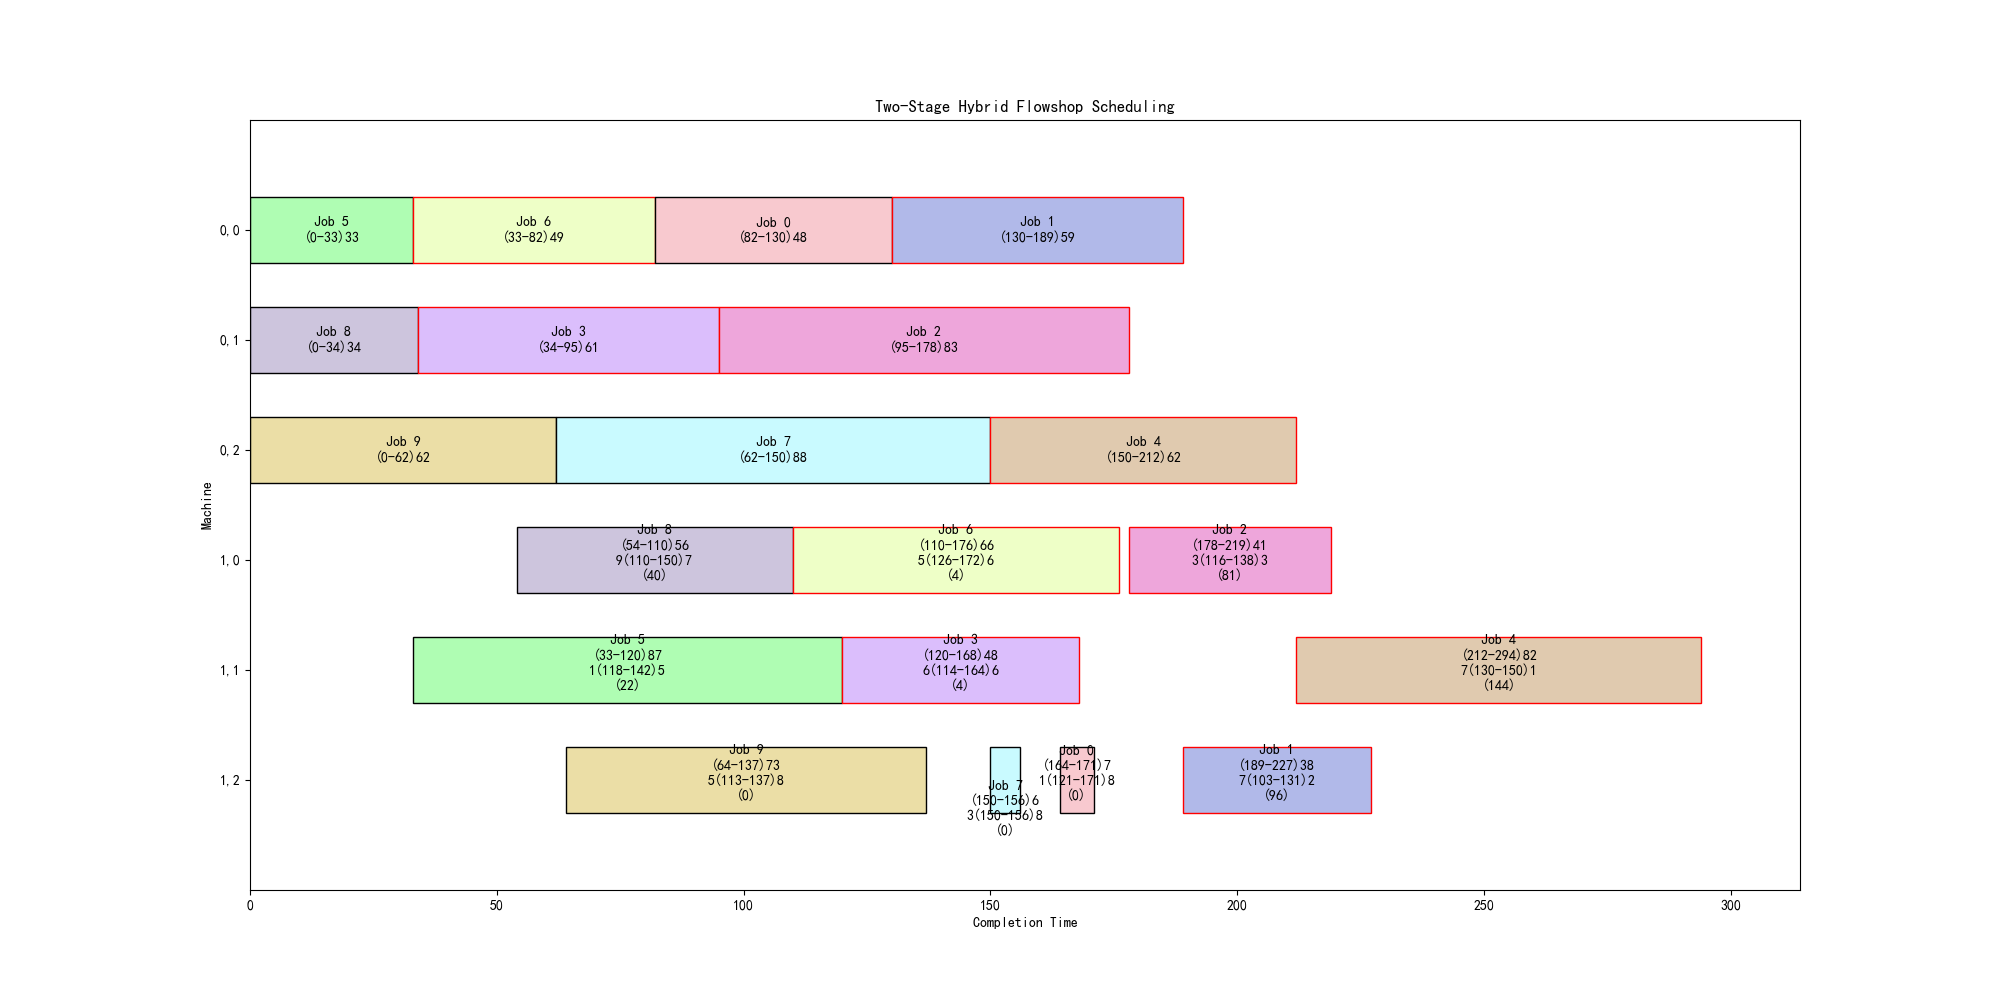 Two-Stage Hybrid Flowshop Scheduling
Machine
0,0
Job 5
(0-33)33
Job 6
(33-82)49
Job 0
(82-130)48
Job 1
(130-189)59
0,1
Job 8
(0-34)34
Job 3
(34-95)61
Job 2
(95-178)83
0,2
Job 9
(0-62)62
Job 7
(62-150)88
Job 4
(150-212)62
1,0
Job 8
(54-110)56
9(110-150)7
(40)
Job 6
(110-176)66
5(126-172)6
(4)
Job 2
(178-219)41
3(116-138)3
(81)
1,1
Job 5
(33-120)87
1(118-142)5
(22)
Job 3
(120-168)48
6(114-164)6
(4)
Job 4
(212-294)82
7(130-150)1
(144)
1,2
Job 9
(64-137)73
5(113-137)8
(0)
Job 7
(150-156)6
3(150-156)8
(0)
Job 0
(164-171)7
1(121-171)8
(0)
Job 1
(189-227)38
7(103-131)2
(96)
0
50
100
150
200
250
300
Completion Time